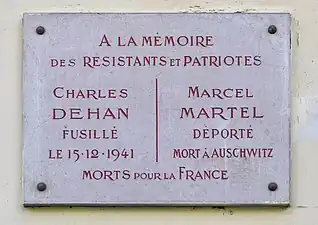 A LA MÉMOIRE
DES RÉSISTANTS ET PATRIOTES
CHARLES
DEHAN
FUSILLÉ
LE 15·12·1941
MARCEL
MARTEL
DÉPORTÉ
MORT À AUSCHWITZ
MORTS POUR LA FRANCE